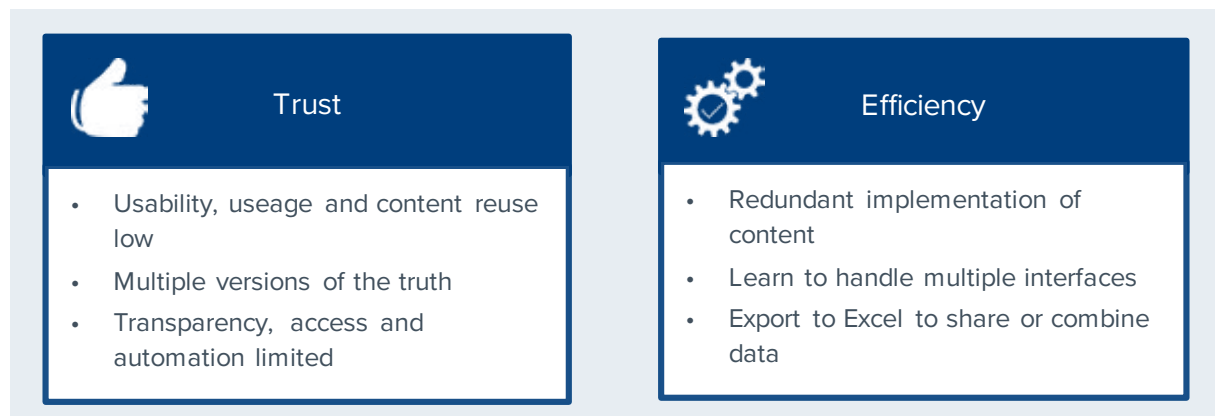 Trust
• Usability, useage and content reuse
low
• Multiple versions of the truth
• Transparency, access and
automation limited
Efficiency
• Redundant implementation of
content
• Learn to handle multiple interfaces
• Export to Excel to share or combine
data